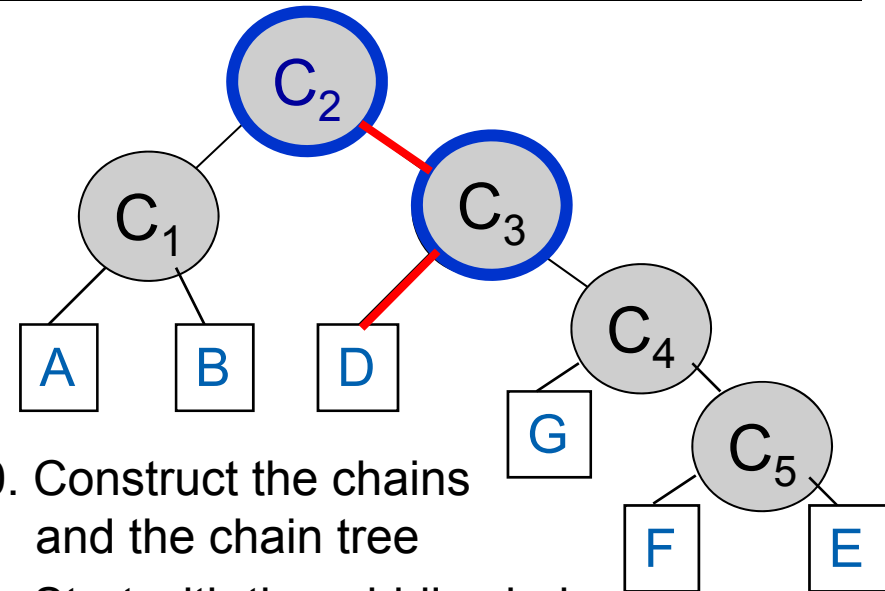 C2
C1
C3
A
B
D
C4
G
C5
F
E
. Construct the chains
and the chain tree